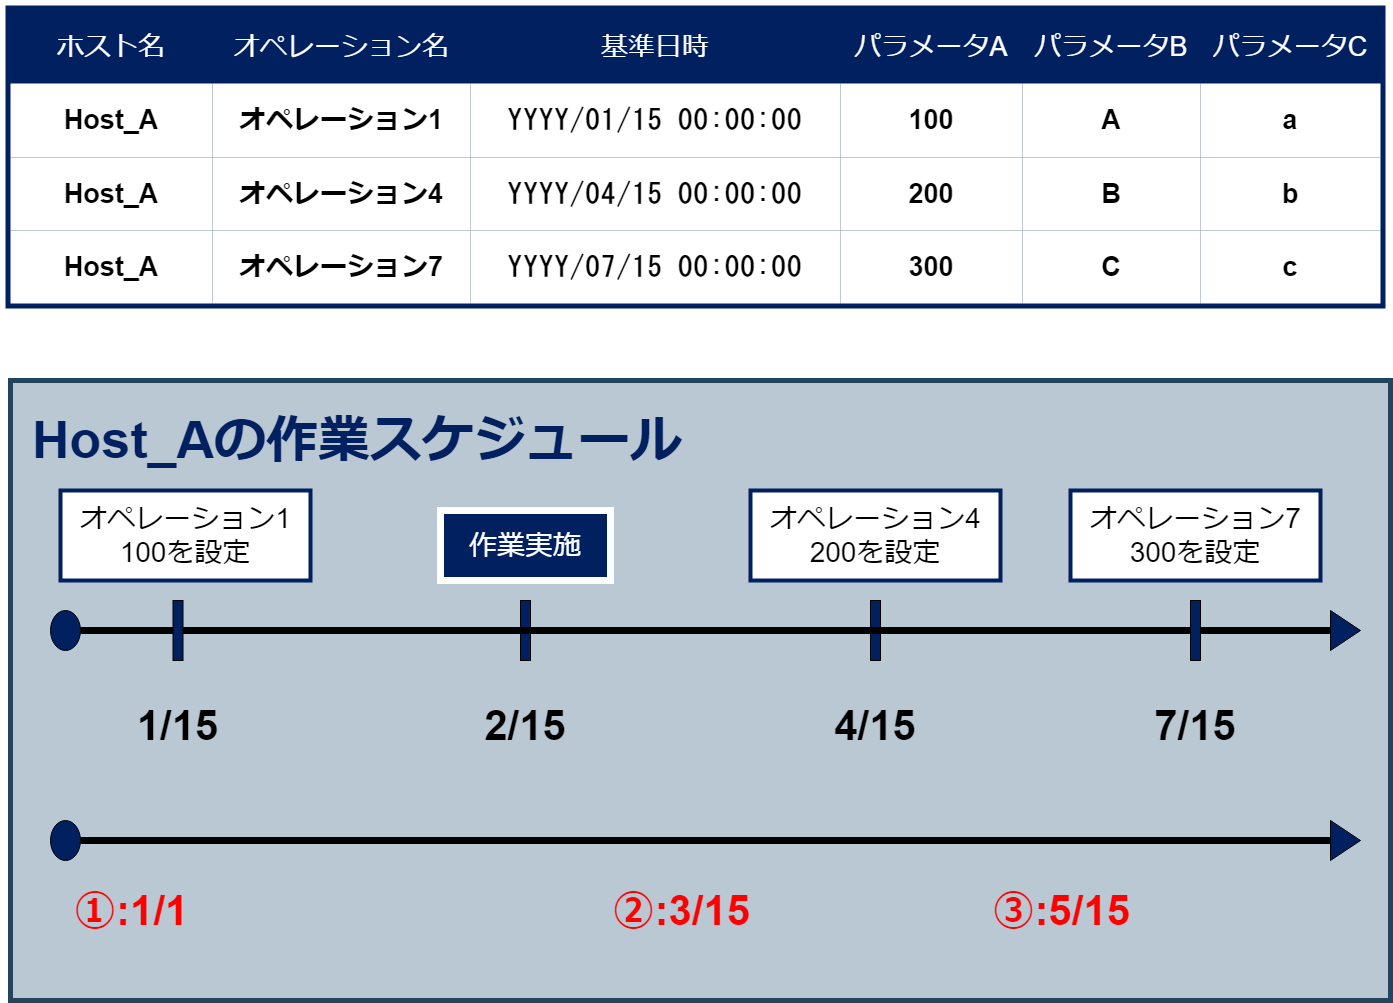 ホスト名 オペレーション名 基準日時 パラメータA パラメータB パラメータC
Host_A オペレーション1 YYYY/01/15 00:00:00 100 A a
Host_A オペレーション4 YYYY/04/15 00:00:00 200 B b
Host_A オペレーション7 YYYY/07/15 00:00:00 300 C c
Host_Aの作業スケジュール
オペレーション1
100を設定
作業実施
オペレーション4
200を設定
オペレーション7
300を設定
1/15 2/15 4/15 7/15
①:1/1 ②:3/15 ③:5/15